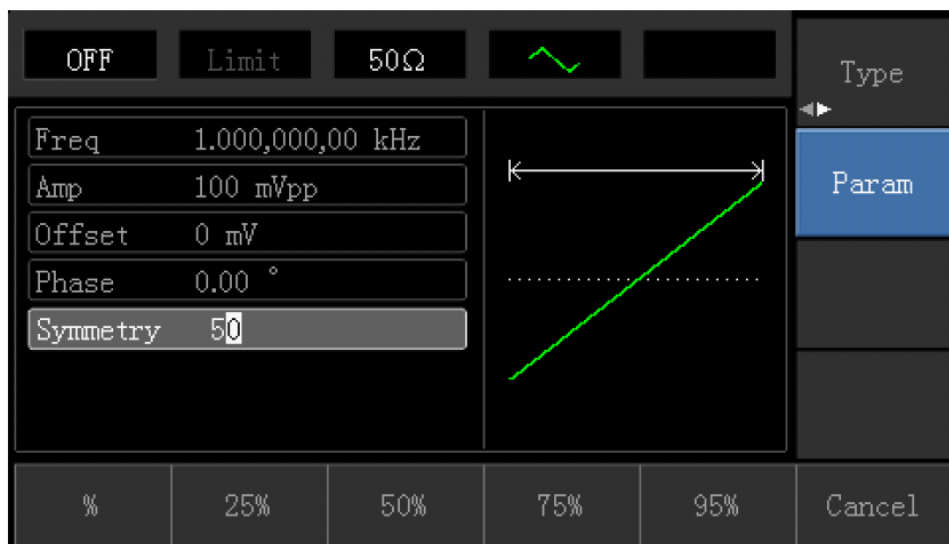 OFF Limit 50Ω
Type
Freq 1.000,000,00 kHz
Amp 100 mVpp
Param
Offset 0 mV
Phase 0.00 °
Symmetry 50
% 25% 50% 75% 95% Cancel